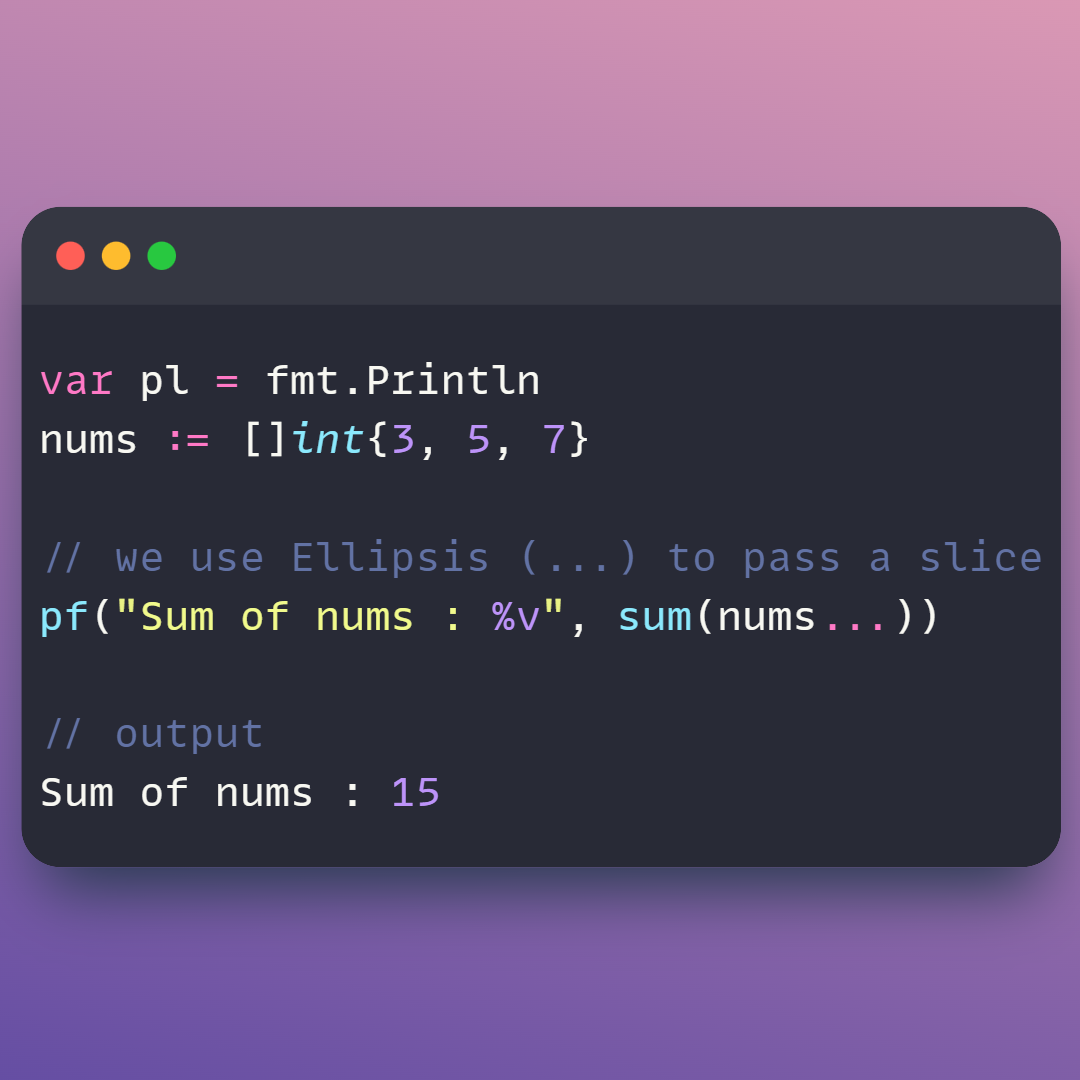 var pl = fmt.Println
nums := []int{3, 5, 7}
// we use Ellipsis (...) to pass a slice
pf("Sum of nums : %v", sum(nums...))
// output
Sum of nums : 15